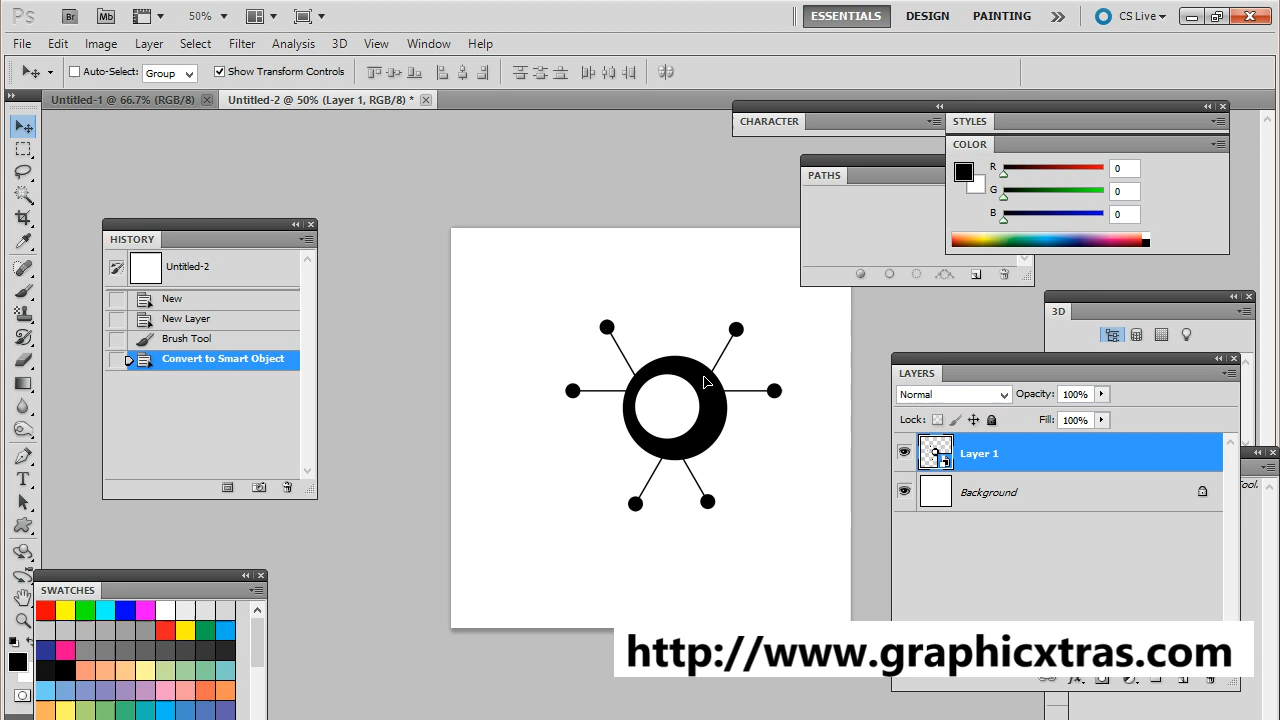 Ps Br Mb 50% ESSENTIALS DESIGN PAINTING CS Live
File Edit Image Layer Select Filter Analysis 3D View Window Help
Auto-Select: Group Show Transform Controls
Untitled-1 @ 66.7% (RGB/8) Untitled-2 @ 50% (Layer 1, RGB/8) *
CHARACTER STYLES
COLOR
R 0
G 0
B 0
PATHS
HISTORY
Untitled-2
New
New Layer
Brush Tool
Convert to Smart Object
3D
LAYERS
Normal Opacity: 100%
Lock: Fill: 100%
Layer 1
Background
Tool.
SWATCHES
http://www.graphicxtras.com